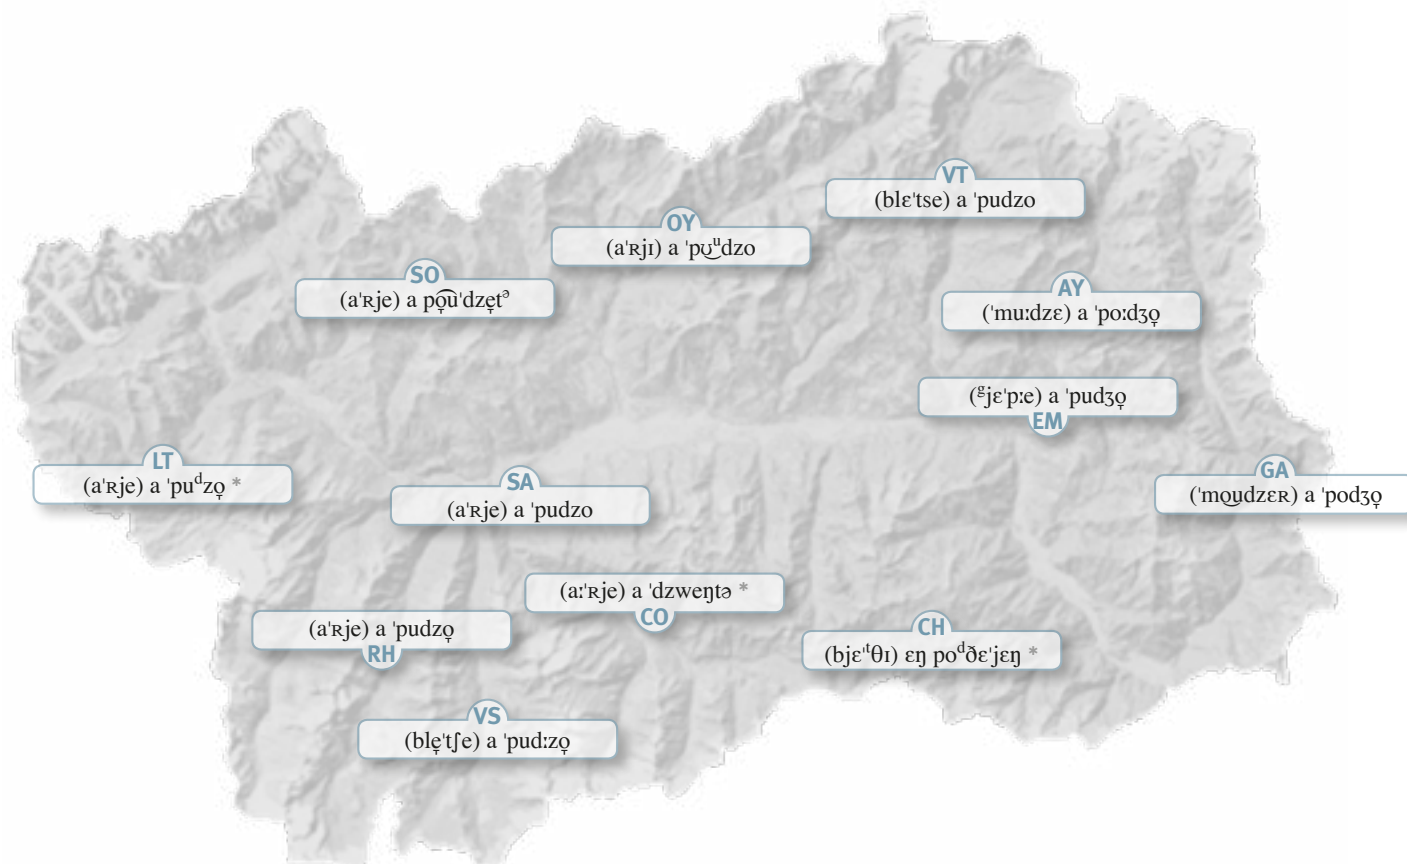 VT
(blɛˈtse) a ˈpudzo
OY
(aˈʀjɪ) a ˈpʊ̮ᵘdzo
SO
(aˈʀje) a po̞͡uˈdze̞tᵊ
AY
(ˈmuːdzɛ) a ˈpoːdʒo̞
(ᶢjɛˈpːe) a ˈpudʒo̞
EM
LT
(aˈʀje) a ˈpuᵈzo̞ *
SA
(aˈʀje) a ˈpudzo
GA
(ˈmo͜udzɛʀ) a ˈpodʒo̞
(aːˈʀje) a ˈdzweŋtə *
CO
(aˈʀje) a ˈpudzo̞
RH
CH
(bjɛˈᵗθɪ) ɛŋ poᵈðɛˈjɛŋ *
VS
(ble̞ˈtʃe) a ˈpudːzo̞